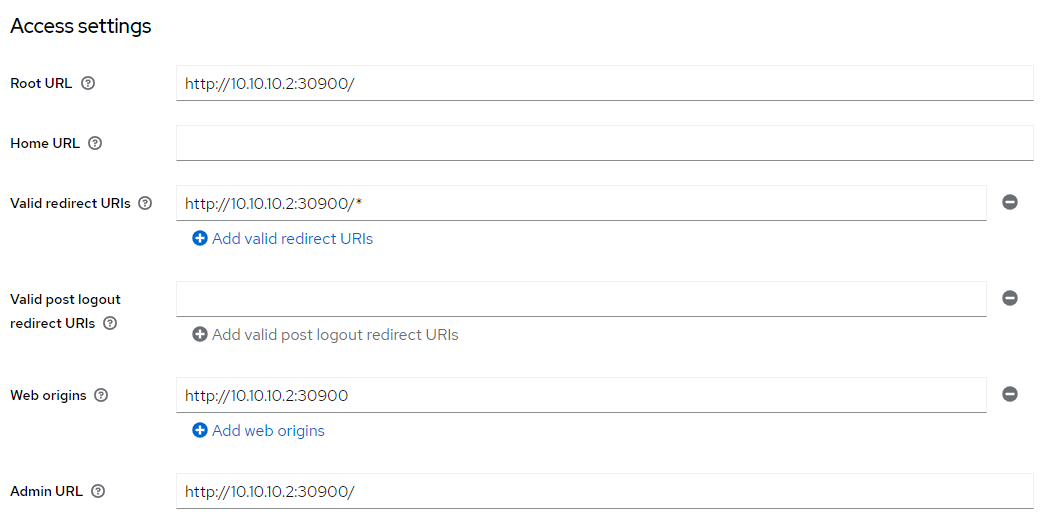 Access settings
Root URL
http://10.10.10.2:30900/
Home URL
Valid redirect URIs
http://10.10.10.2:30900/*
Add valid redirect URIs
Valid post logout
redirect URIs
Add valid post logout redirect URIs
Web origins
http://10.10.10.2:30900
Add web origins
Admin URL
http://10.10.10.2:30900/